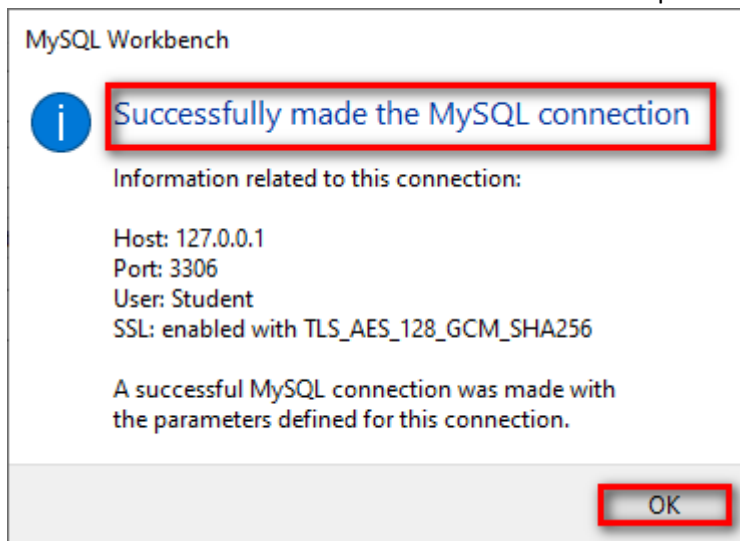 MySQL Workbench
Successfully made the MySQL connection
Information related to this connection:
Host: 127.0.0.1
Port: 3306
User: Student
SSL: enabled with TLS_AES_128_GCM_SHA256
A successful MySQL connection was made with
the parameters defined for this connection.
OK